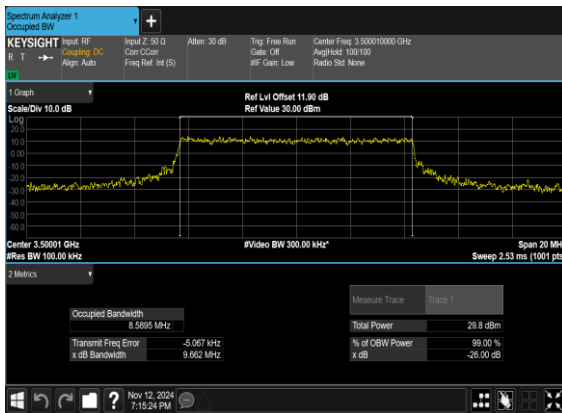 Spectrum Analyzer 1
Occupied BW
KEYSIGHT
R T
Input: RF
Coupling: DC
Align: Auto
Input Z: 50 Ω
Corr CCorr
Freq Ref: Int (S)
Atten: 30 dB
Trig: Free Run
Gate: Off
#IF Gain: Low
Center Freq: 3.500010000 GHz
Avg|Hold: 100/100
Radio Std: None
1 Graph
Scale/Div 10.0 dB
Ref Lvl Offset 11.90 dB
Ref Value 30.00 dBm
Log
20.0
10.0
0.00
-10.0
-20.0
-30.0
-40.0
-50.0
-60.0
Center 3.50001 GHz
#Res BW 100.00 kHz
#Video BW 300.00 kHz*
Span 20 MH
Sweep 2.53 ms (1001 pts
2 Metrics
Measure Trace Trace 1
Occupied Bandwidth
8.5895 MHz
Total Power 29.8 dBm
Transmit Freq Error -5.067 kHz
% of OBW Power 99.00 %
x dB Bandwidth 9.662 MHz
x dB -26.00 dB
Nov 12, 2024
7:15:24 PM